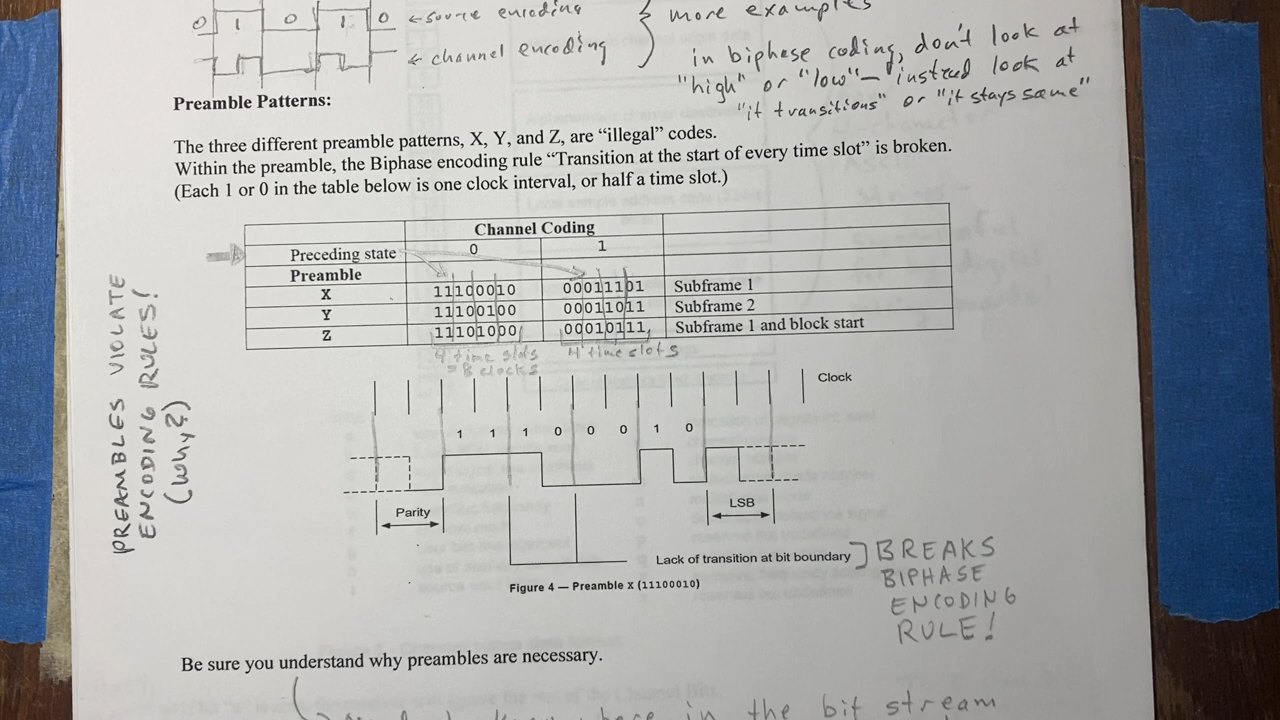 0 1 0 1 0 ← source encoding } more examples
← channel encoding
in biphase coding, don't look at
"high" or "low" — instead look at
"it transitions" or "it stays same"
Preamble Patterns:
The three different preamble patterns, X, Y, and Z, are "illegal" codes.
Within the preamble, the Biphase encoding rule "Transition at the start of every time slot" is broken.
(Each 1 or 0 in the table below is one clock interval, or half a time slot.)
Channel Coding
Preceding state 0 1
Preamble
X 11100010 00011101 Subframe 1
Y 11100100 00011011 Subframe 2
Z 11101000 00010111 Subframe 1 and block start
4 time slots 4 time slots
= 8 clocks
PREAMBLES VIOLATE
ENCODING RULES!
(Why?)
Clock
1 1 1 0 0 0 1 0
Parity
LSB
Lack of transition at bit boundary
BREAKS
BIPHASE
ENCODING
RULE!
Figure 4 — Preamble X (11100010)
Be sure you understand why preambles are necessary.
in the bit stream